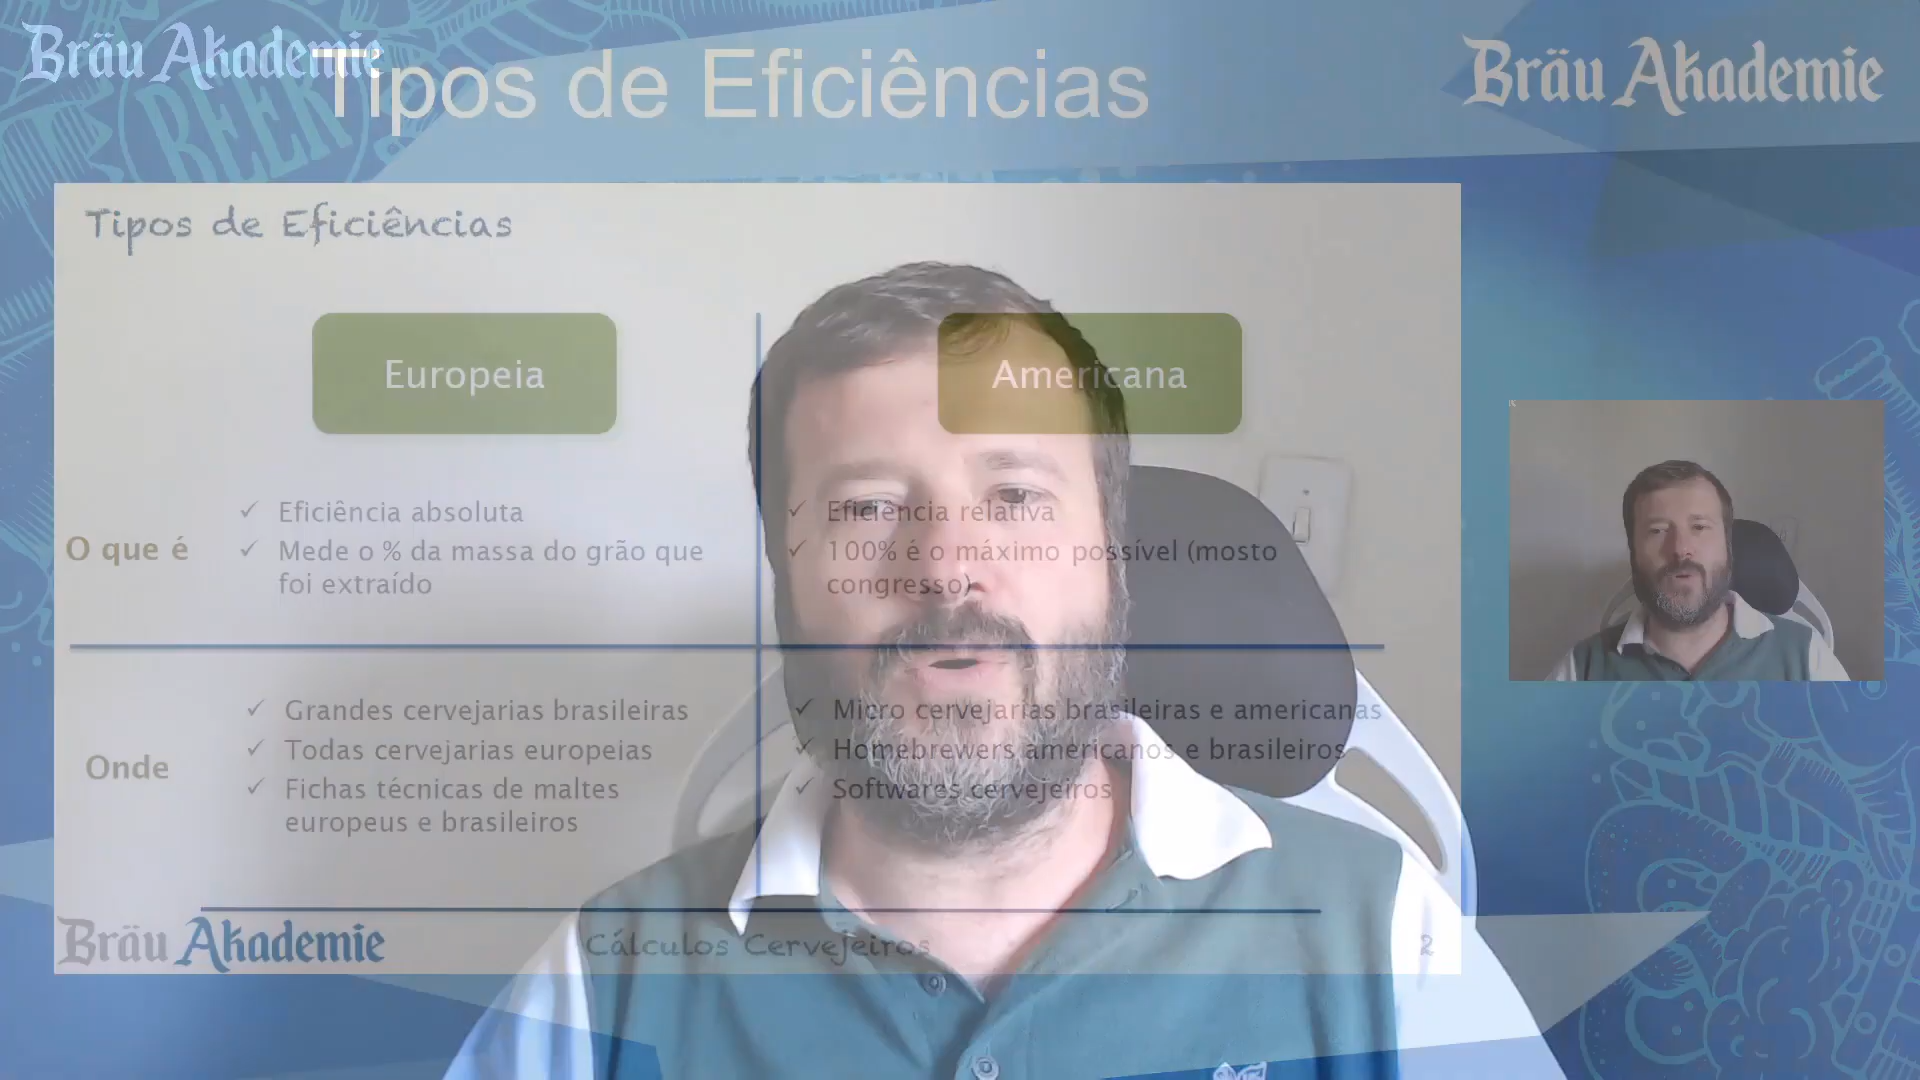 Bräu Akademie
Tipos de Eficiências
Bräu Akademie
BEER
Tipos de Eficiências
Europeia
Americana
O que é
✓ Eficiência absoluta
✓ Mede o % da massa do grão que
foi extraído
✓ Eficiência relativa
✓ 100% é o máximo possível (mosto
congresso)
Onde
✓ Grandes cervejarias brasileiras
✓ Todas cervejarias europeias
✓ Fichas técnicas de maltes
europeus e brasileiros
✓ Micro cervejarias brasileiras e americanas
✓ Homebrewers americanos e brasileiros
✓ Softwares cervejeiros
Bräu Akademie
Cálculos Cervejeiros
2